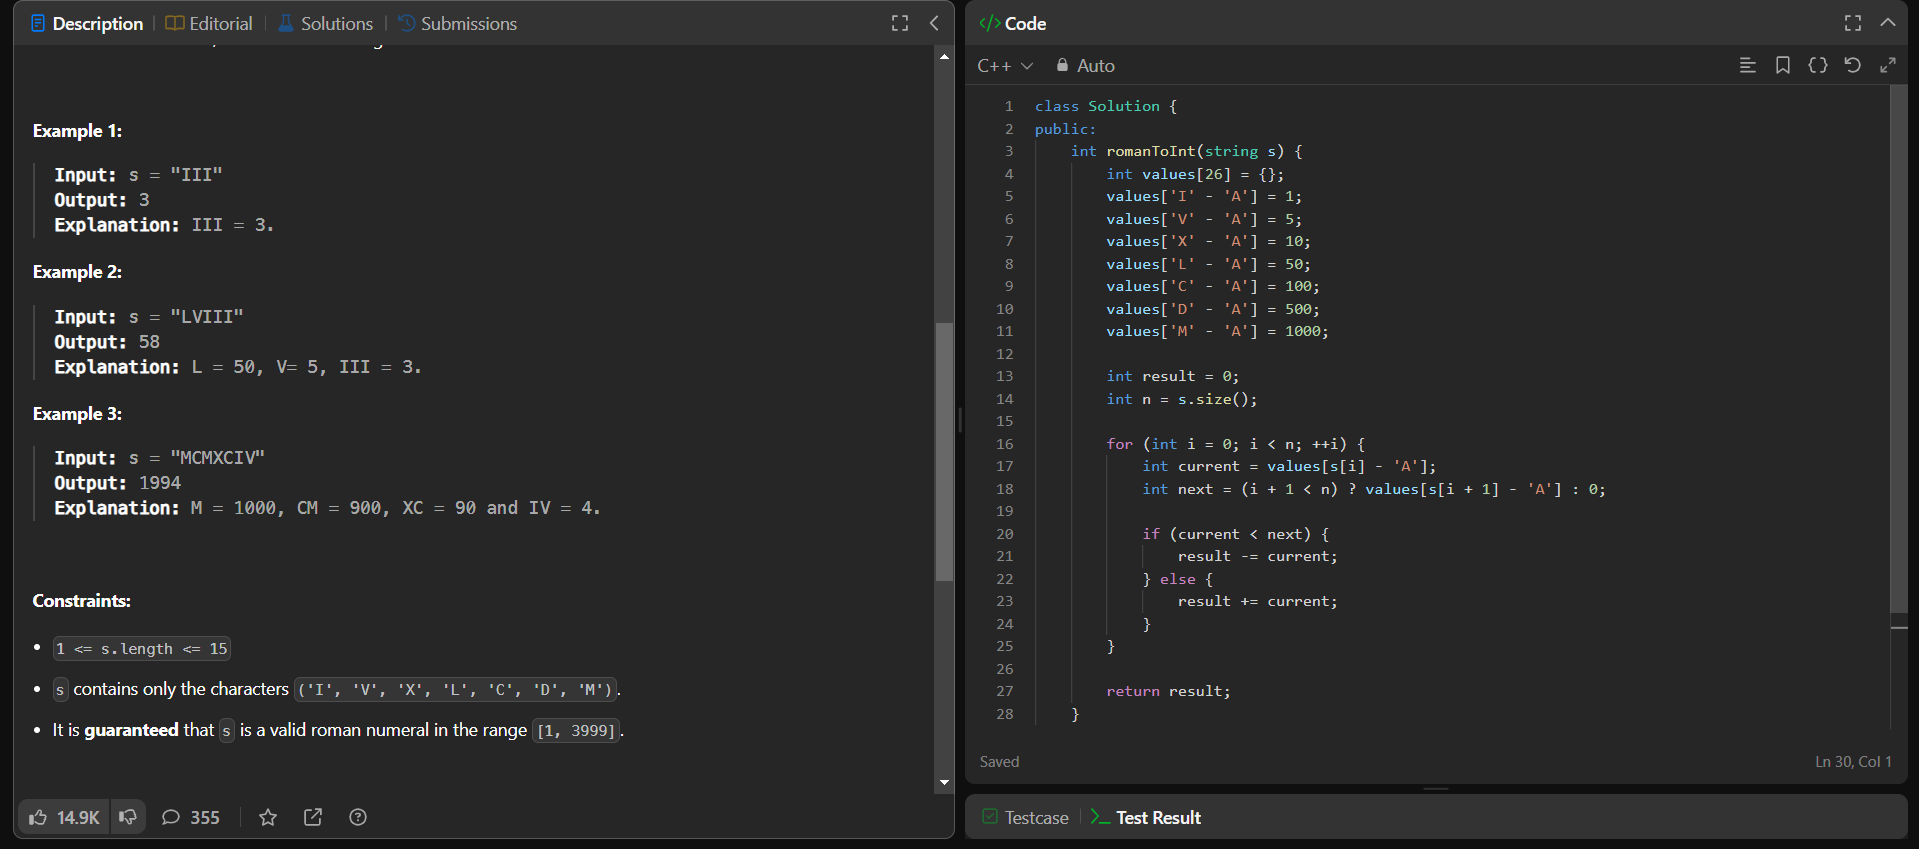 Description | Editorial | Solutions | Submissions
Example 1:
Input: s = "III"
Output: 3
Explanation: III = 3.
Example 2:
Input: s = "LVIII"
Output: 58
Explanation: L = 50, V= 5, III = 3.
Example 3:
Input: s = "MCMXCIV"
Output: 1994
Explanation: M = 1000, CM = 900, XC = 90 and IV = 4.
Constraints:
• 1 <= s.length <= 15
• s contains only the characters ('I', 'V', 'X', 'L', 'C', 'D', 'M').
• It is guaranteed that s is a valid roman numeral in the range [1, 3999].
14.9K 355
</> Code
C++ Auto
1 class Solution {
2 public:
3     int romanToInt(string s) {
4         int values[26] = {};
5         values['I' - 'A'] = 1;
6         values['V' - 'A'] = 5;
7         values['X' - 'A'] = 10;
8         values['L' - 'A'] = 50;
9         values['C' - 'A'] = 100;
10         values['D' - 'A'] = 500;
11         values['M' - 'A'] = 1000;
12
13         int result = 0;
14         int n = s.size();
15
16         for (int i = 0; i < n; ++i) {
17             int current = values[s[i] - 'A'];
18             int next = (i + 1 < n) ? values[s[i + 1] - 'A'] : 0;
19
20             if (current < next) {
21                 result -= current;
22             } else {
23                 result += current;
24             }
25         }
26
27         return result;
28     }
Saved Ln 30, Col 1
Testcase | >_ Test Result